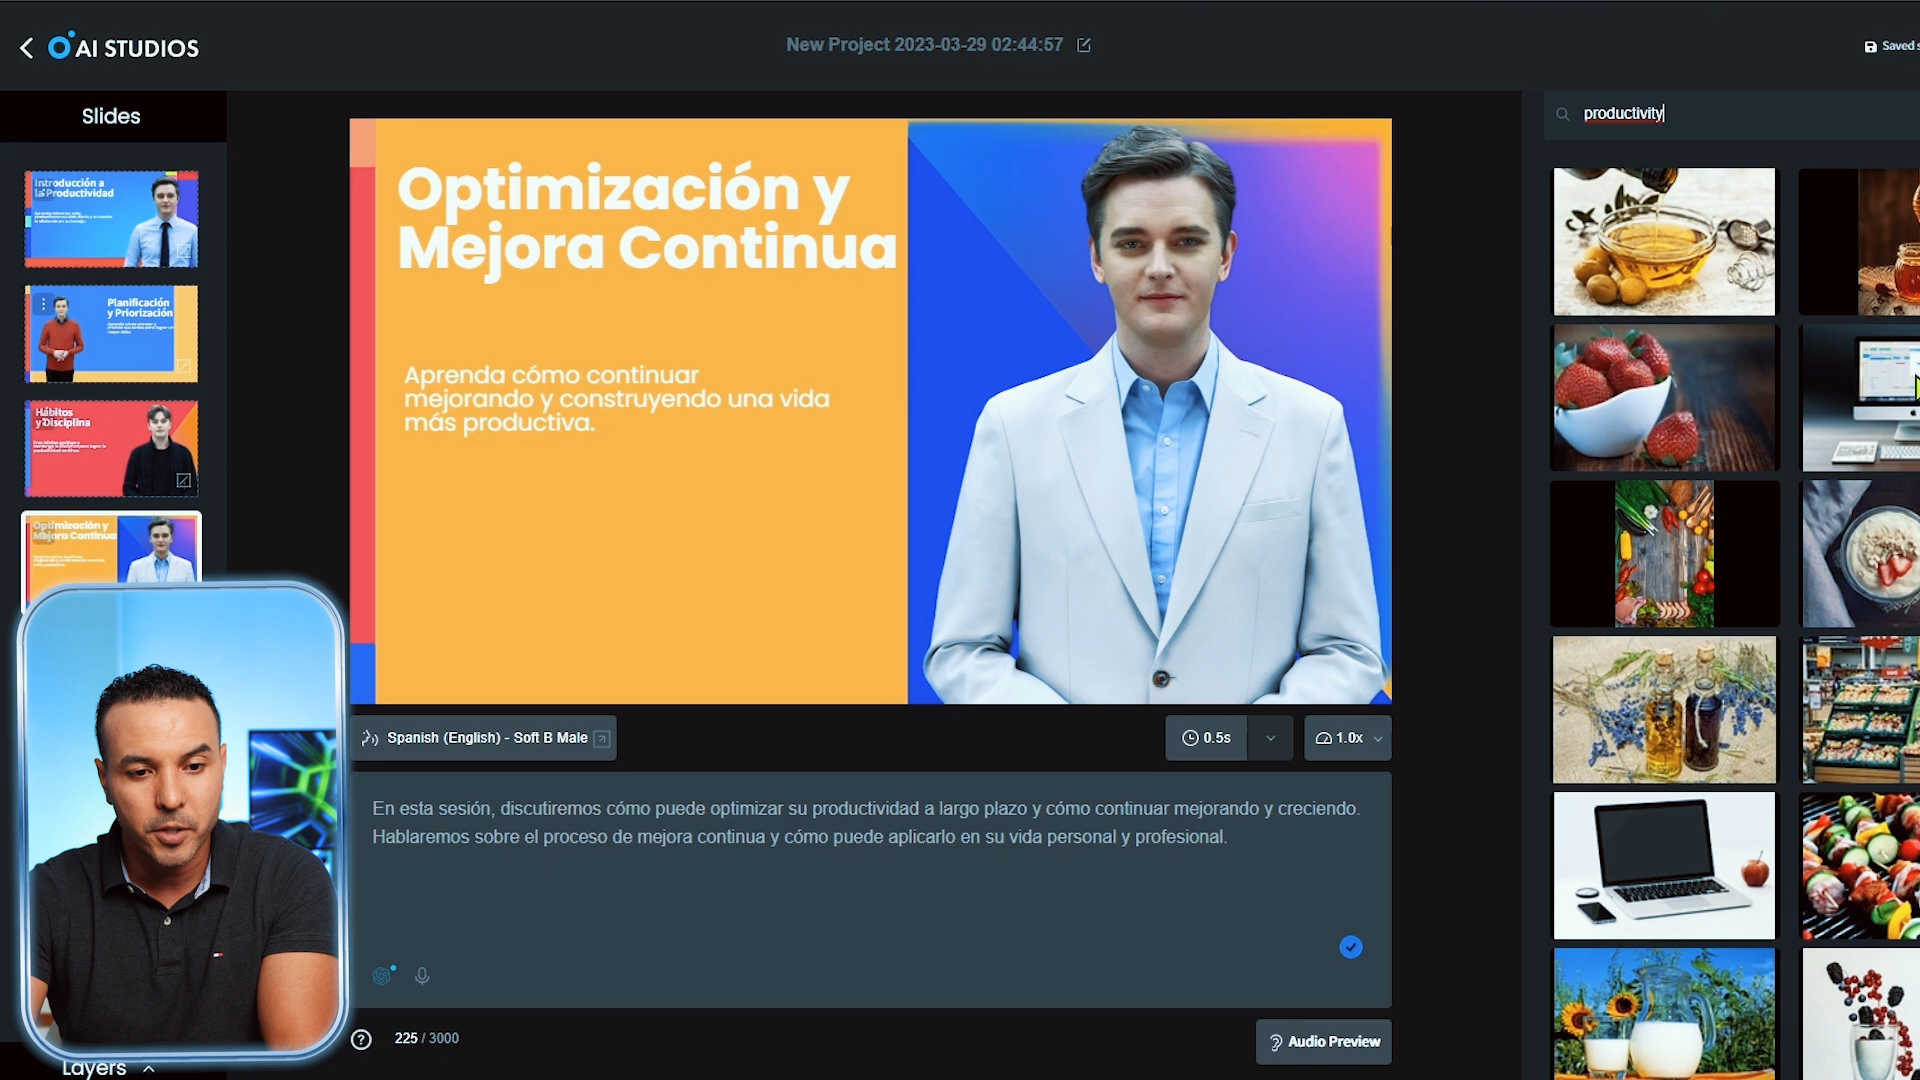 AI STUDIOS
New Project 2023-03-29 02:44:57
Saved
Slides
productivity
Introducción a
la Productividad
Planificación
y Priorización
Hábitos
y Disciplina
Optimización y
Mejora Continua
Optimización y
Mejora Continua
Aprenda cómo continuar
mejorando y construyendo una vida
más productiva.
Spanish (English) - Soft B Male
0.5s
1.0x
En esta sesión, discutiremos cómo puede optimizar su productividad a largo plazo y cómo continuar mejorando y creciendo.
Hablaremos sobre el proceso de mejora continua y cómo puede aplicarlo en su vida personal y profesional.
225 / 3000
Audio Preview
Layers